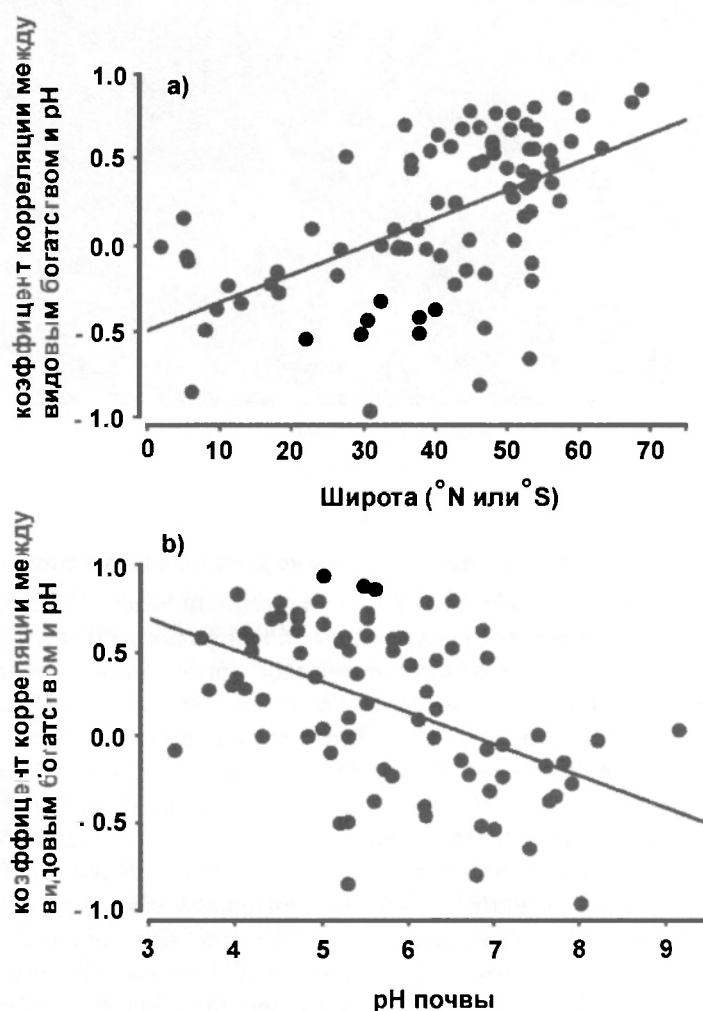 коэффицент корреляции между
видовым богатством и pH
a)
1.0
0.5
0.0
- 0.5
- 1.0
0 10 20 30 40 50 60 70
Широта (°N или °S)
коэффицент корреляции между
видовым богатством и pH
b)
1.0
0.5
0.0
- 0.5
- 1.0
3 4 5 6 7 8 9
pH почвы